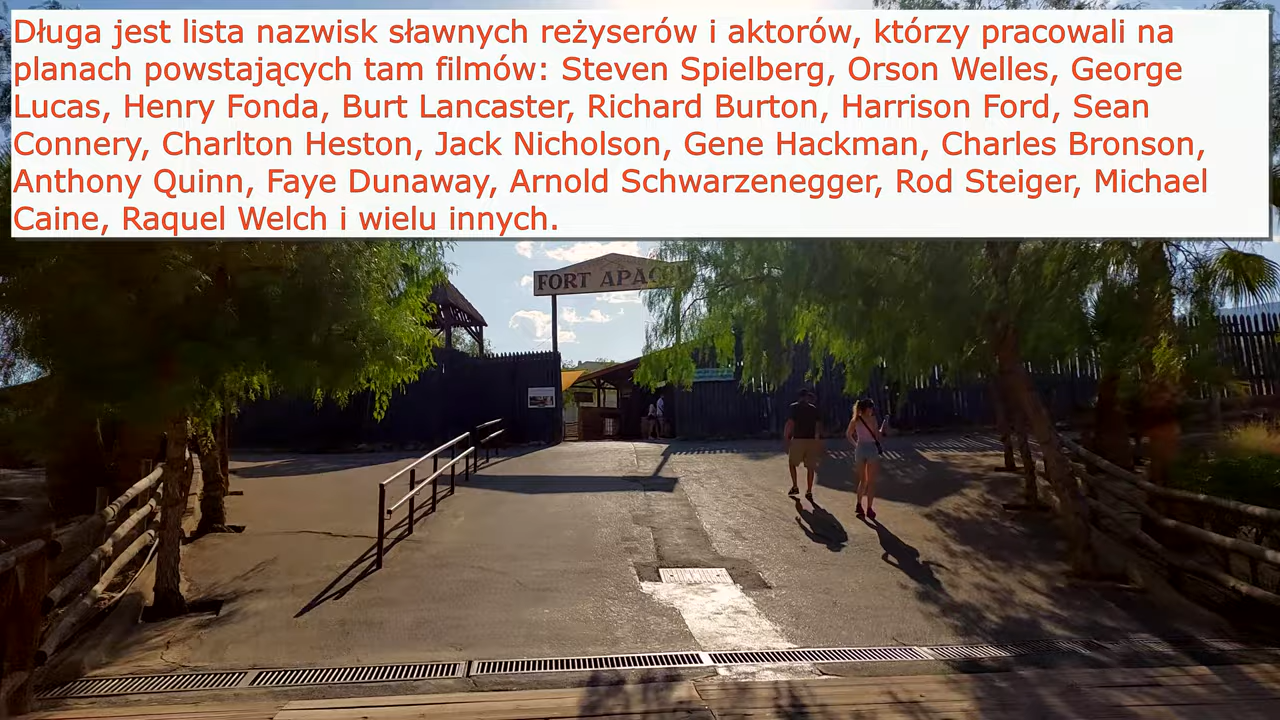 Długa jest lista nazwisk sławnych reżyserów i aktorów, którzy pracowali na
planach powstających tam filmów: Steven Spielberg, Orson Welles, George
Lucas, Henry Fonda, Burt Lancaster, Richard Burton, Harrison Ford, Sean
Connery, Charlton Heston, Jack Nicholson, Gene Hackman, Charles Bronson,
Anthony Quinn, Faye Dunaway, Arnold Schwarzenegger, Rod Steiger, Michael
Caine, Raquel Welch i wielu innych.
FORT APAC